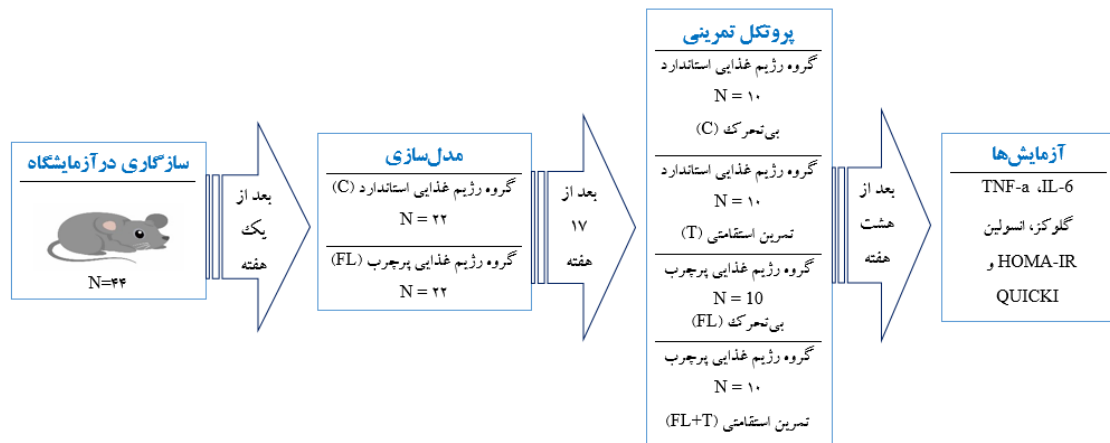 سازگاری درآزمایشگاه
N=۴۴
بعد از
یک
هفته
مدل‌سازی
گروه رژیم غذایی استاندارد (C)
N = ۲۲
گروه رژیم غذایی پرچرب (FL)
N = ۲۲
بعد از
۱۷
هفته
پروتکل تمرینی
گروه رژیم غذایی استاندارد
N = ۱۰
بی‌تحرک (C)
گروه رژیم غذایی استاندارد
N = ۱۰
تمرین استقامتی (T)
گروه رژیم غذایی پرچرب
N = 10
بی‌تحرک (FL)
گروه رژیم غذایی پرچرب
N = ۱۰
تمرین استقامتی (FL+T)
بعد از
هشت
هفته
آزمایش‌ها
TNF-a ،IL-6
گلوکز، انسولین
HOMA-IR و
QUICKI